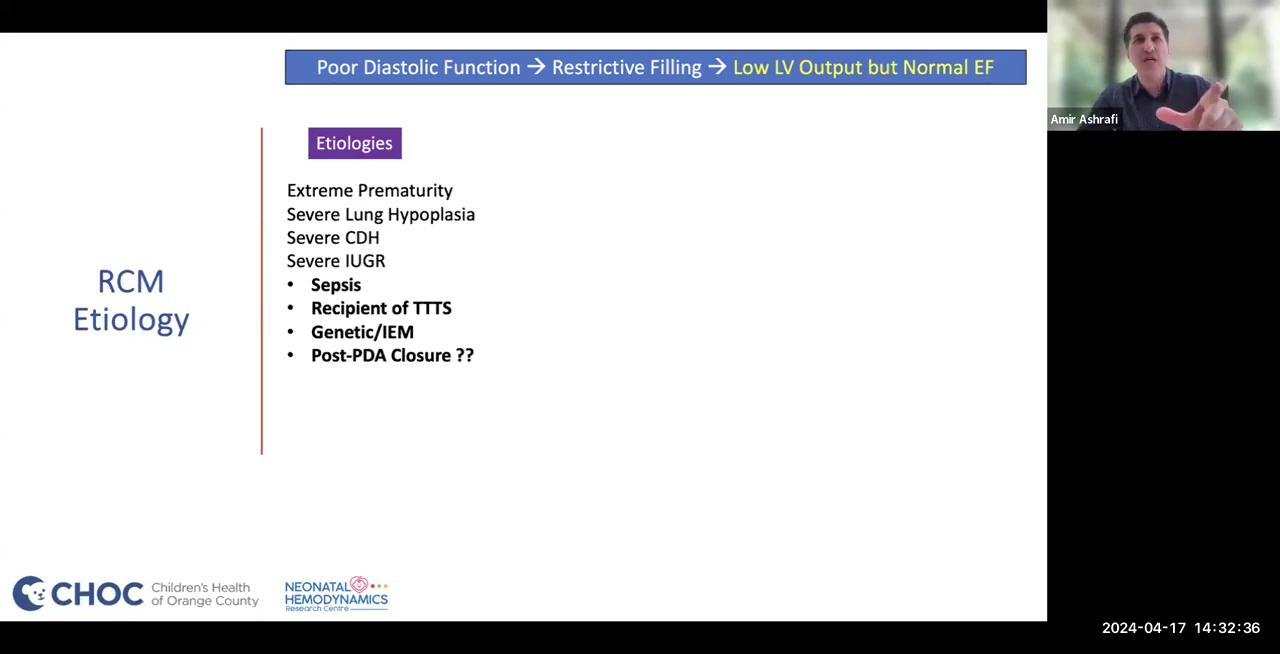 Poor Diastolic Function → Restrictive Filling → Low LV Output but Normal EF
Amir Ashrafi
Etiologies
Extreme Prematurity
Severe Lung Hypoplasia
Severe CDH
Severe IUGR
• Sepsis
• Recipient of TTTS
• Genetic/IEM
• Post-PDA Closure ??
RCM
Etiology
CHOC
Children's Health
of Orange County
NEONATAL
HEMODYNAMICS
Research Centre
2024-04-17 14:32:36